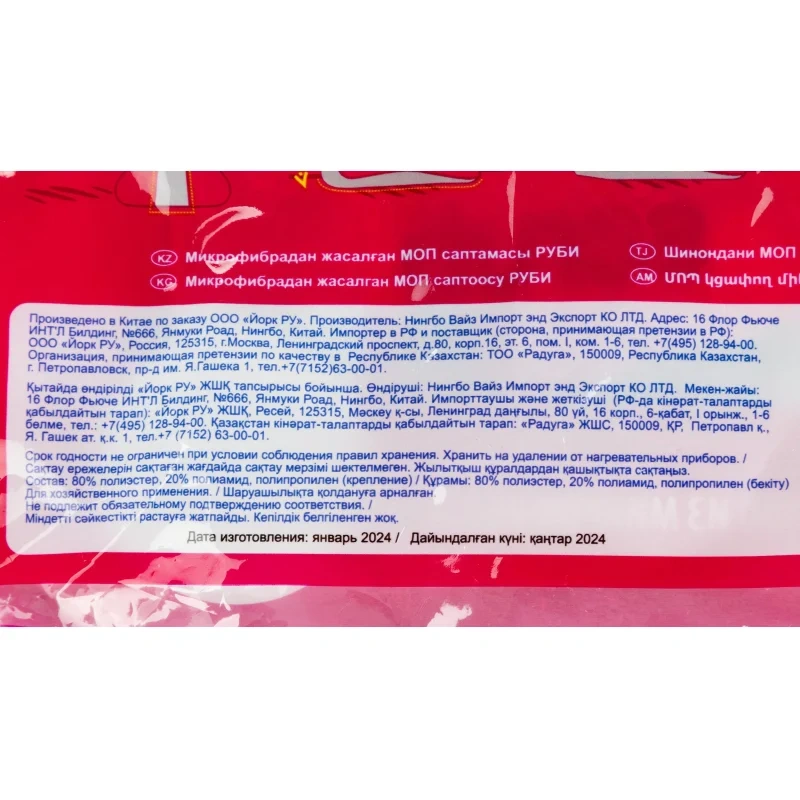 KZ Микрофибрадан жасалған МОП саптамасы РУБИ
KG Микрофибрадан жасалган МОП саптоосу РУБИ
TJ Шинондани МОП
AM ՄՈՊ կցափող
Произведено в Китае по заказу ООО «Йорк РУ». Производитель: Нингбо Вайз Импорт энд Экспорт КО ЛТД. Адрес: 16 Флор Фьюче
ИНТ'Л Билдинг, №666, Янмуки Роад, Нингбо, Китай. Импортер в РФ и поставщик (сторона, принимающая претензии в РФ):
ООО «Йорк РУ», Россия, 125315, г.Москва, Ленинградский проспект, д.80, корп.16, эт. 6, пом. I, ком. 1-6, тел. +7(495) 128-94-00.
Организация, принимающая претензии по качеству в Республике Казахстан: ТОО «Радуга», 150009, Республика Казахстан,
г. Петропавловск, пр-д им. Я.Гашека 1, тел.+7(7152)63-00-01.
Қытайда өндірілді «Йорк РУ» ЖШҚ тапсырысы бойынша. Өндіруші: Нингбо Вайз Импорт энд Экспорт КО ЛТД. Мекен-жайы:
16 Флор Фьюче ИНТ'Л Билдинг, №666, Янмуки Роад, Нингбо, Китай. Импорттаушы және жеткізуші (РФ-да кінәрат-талаптарды
қабылдайтын тарап): «Йорк РУ» ЖШҚ, Ресей, 125315, Мәскеу қ-сы, Ленинград даңғылы, 80 үй, 16 корп., 6-қабат, I орынж., 1-6
бөлме, тел.: +7(495) 128-94-00. Қазақстан кінәрат-талаптарды қабылдайтын тарап: «Радуга» ЖШС, 150009, ҚР, Петропавл қ.,
Я. Гашек ат. қ.к. 1, тел.+7 (7152) 63-00-01.
Срок годности не ограничен при условии соблюдения правил хранения. Хранить на удалении от нагревательных приборов. /
Сақтау ережелерін сақтаған жағдайда сақтау мерзімі шектелмеген. Жылытқыш құралдардан қашықтықта сақтаңыз.
Состав: 80% полиэстер, 20% полиамид, полипропилен (крепление) / Құрамы: 80% полиэстер, 20% полиамид, полипропилен (бекіту)
Для хозяйственного применения. / Шаруашылықта қолдануға арналған.
Не подлежит обязательному подтверждению соответствия. /
Міндетті сәйкестікті растауға жатпайды. Кепілдік белгіленген жоқ.
Дата изготовления: январь 2024 / Дайындалған күні: қаңтар 2024